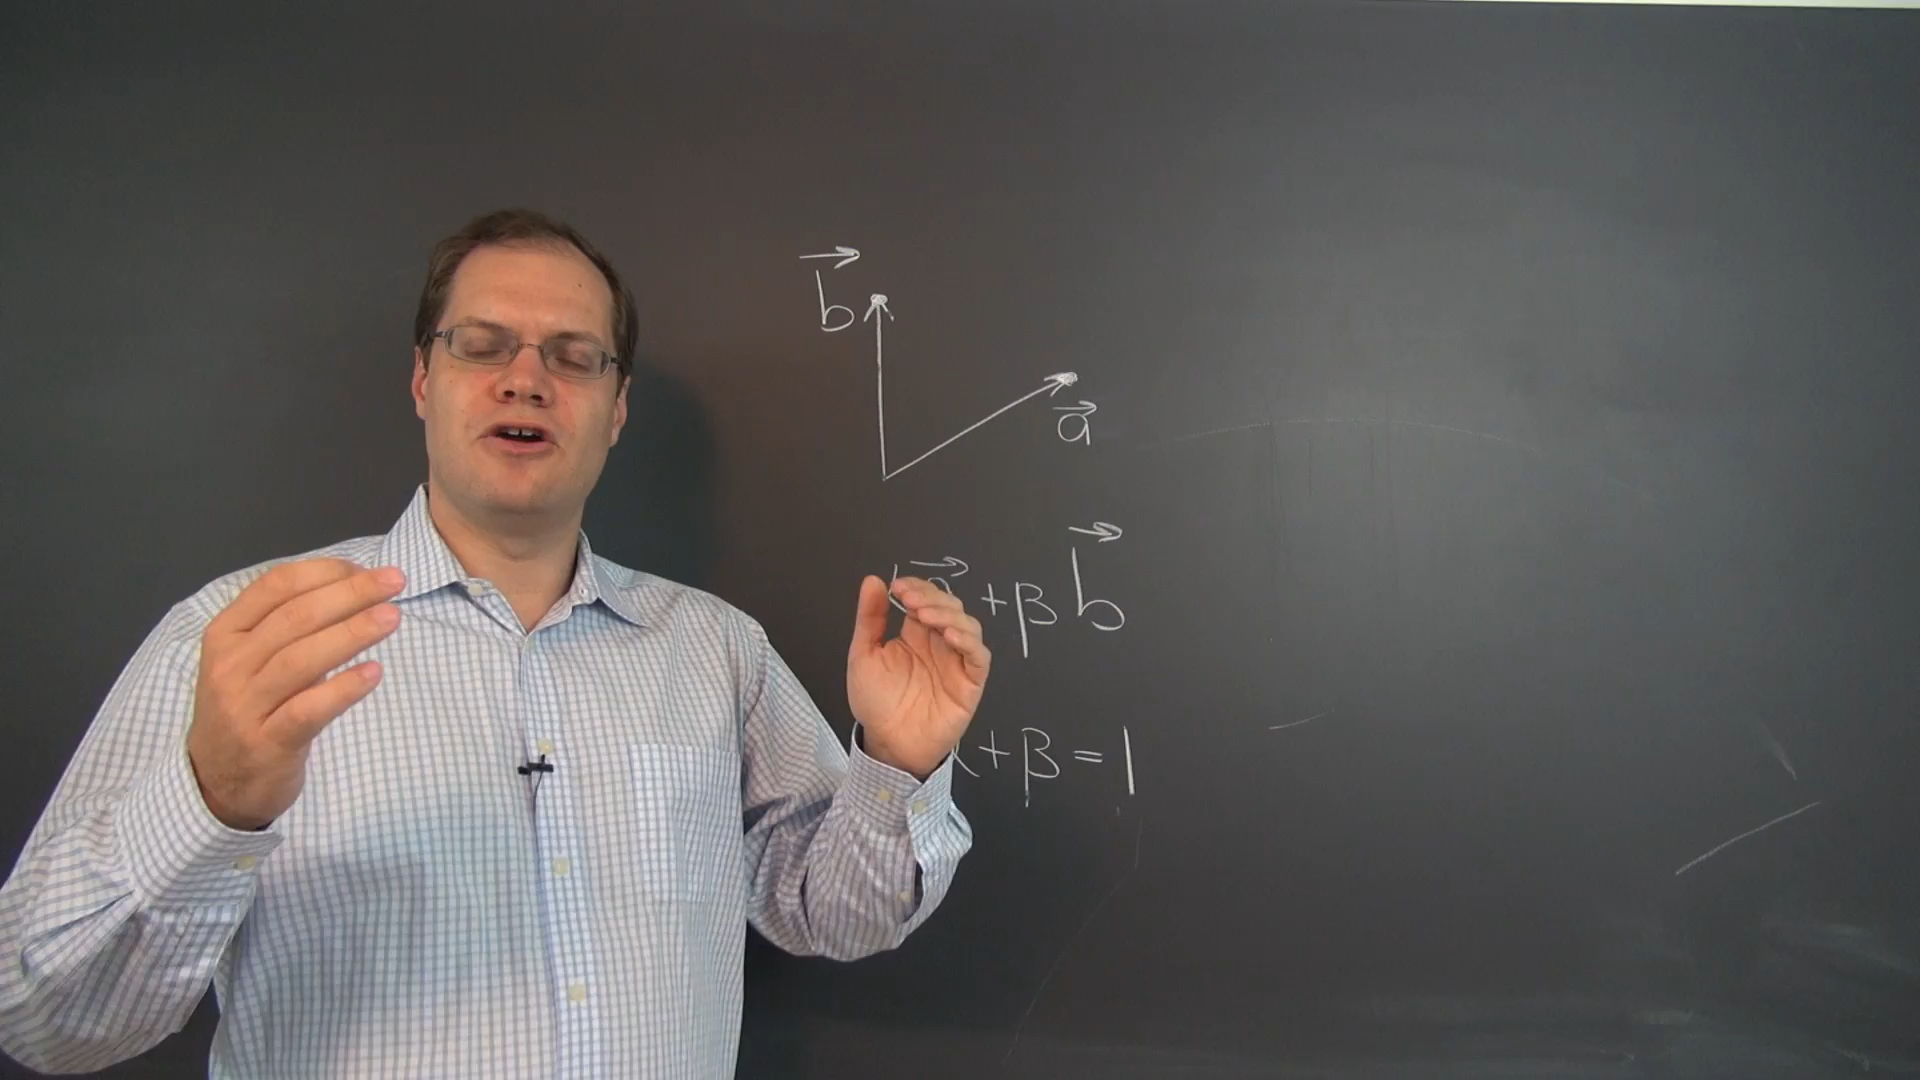 b⃗
a⃗
a⃗ + β b⃗
α + β = 1